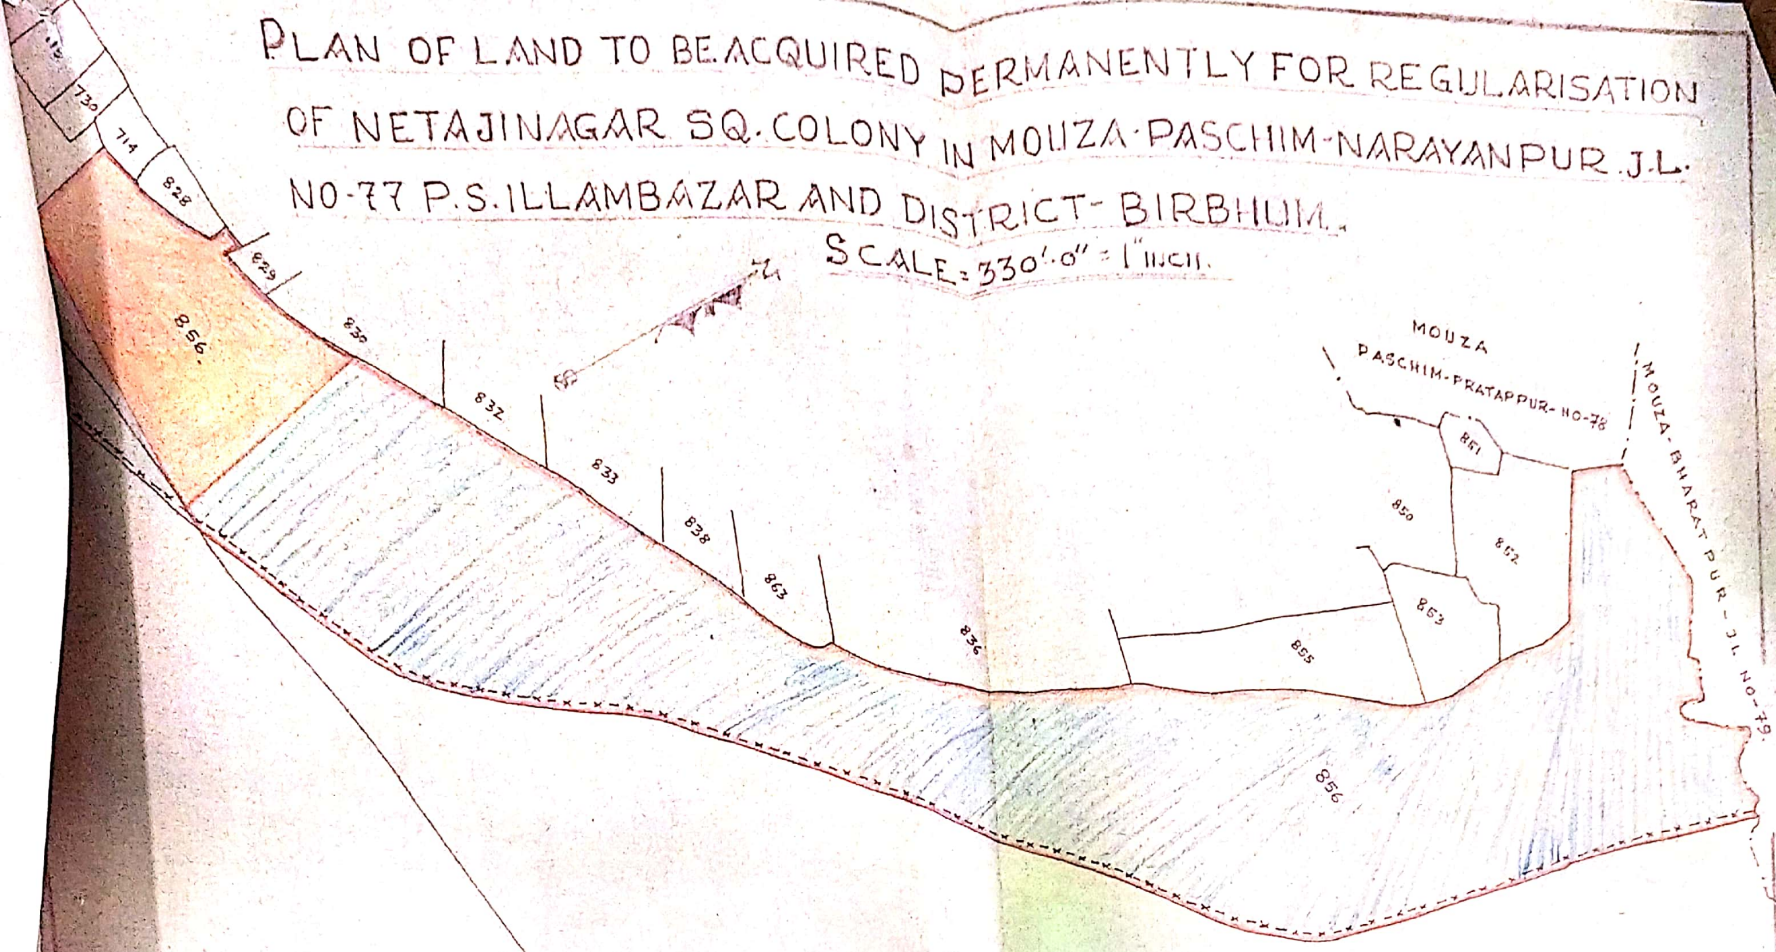 PLAN OF LAND TO BE ACQUIRED PERMANENTLY FOR REGULARISATION
OF NETAJINAGAR SQ. COLONY IN MOUZA-PASCHIM-NARAYANPUR. J.L.
NO-77 P.S. ILLAMBAZAR AND DISTRICT- BIRBHUM.
SCALE = 330'-0" = 1" INCH.
730
714
828
829
856.
830
832
833
838
863
836
MOUZA
PASCHIM-PRATAPPUR-NO-78
MOUZA-BHARATPUR-J.L. NO-79.
851
850
852
853
855
856